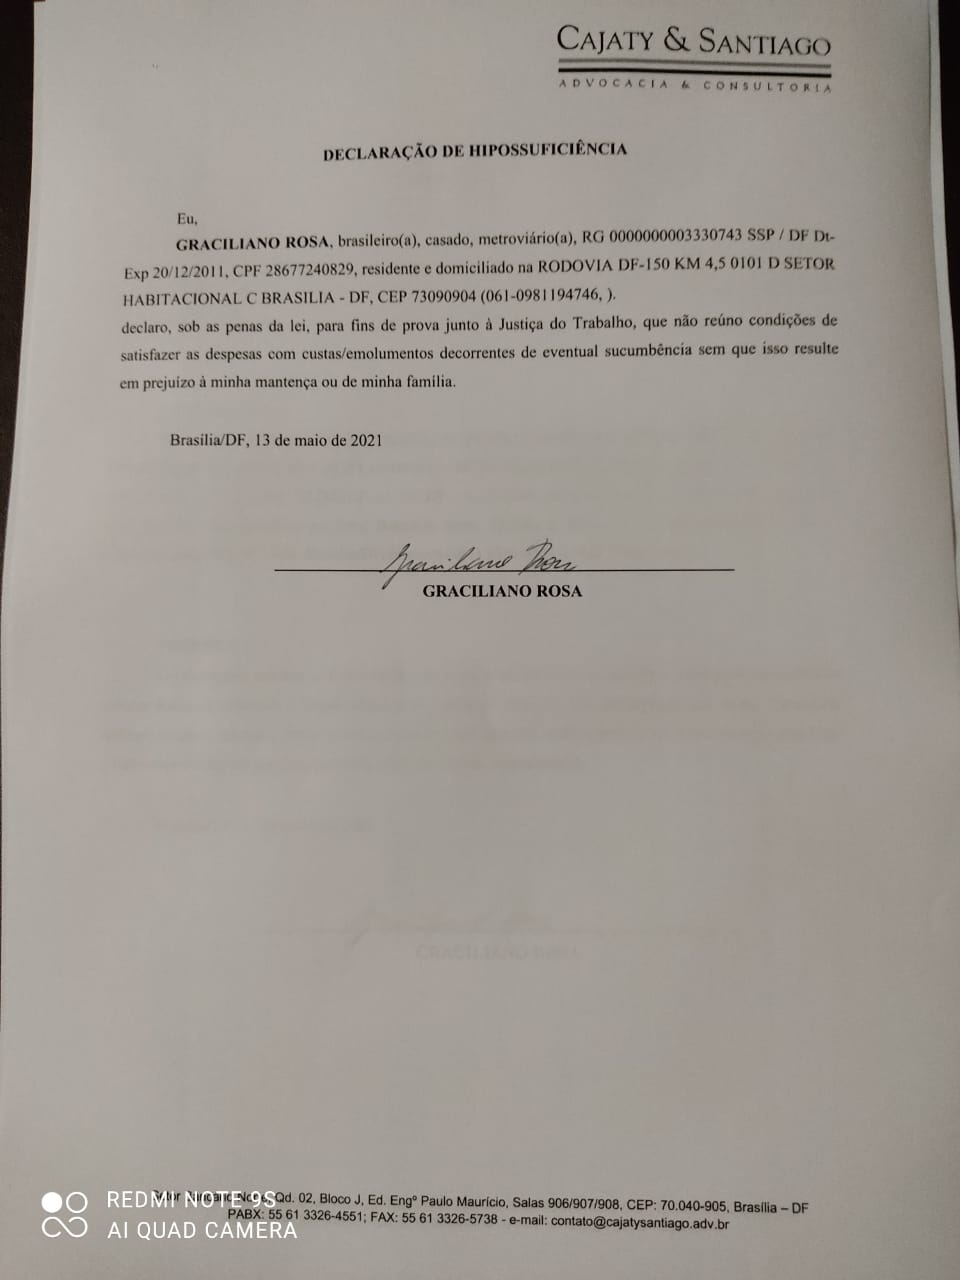 CAJATY & SANTIAGO
ADVOCACIA & CONSULTORIA
DECLARAÇÃO DE HIPOSSUFICIÊNCIA
Eu,
GRACILIANO ROSA, brasileiro(a), casado, metroviário(a), RG 0000000003330743 SSP / DF Dt-
Exp 20/12/2011, CPF 28677240829, residente e domiciliado na RODOVIA DF-150 KM 4,5 0101 D SETOR
HABITACIONAL C BRASILIA - DF, CEP 73090904 (061-0981194746, ).
declaro, sob as penas da lei, para fins de prova junto à Justiça do Trabalho, que não reúno condições de
satisfazer as despesas com custas/emolumentos decorrentes de eventual sucumbência sem que isso resulte
em prejuízo à minha mantença ou de minha família.
Brasília/DF, 13 de maio de 2021
Graciliano Rosa
GRACILIANO ROSA
GRACILIANO ROSA
Qd. 02, Bloco J, Ed. Engº Paulo Maurício, Salas 906/907/908, CEP: 70.040-905, Brasília – DF
PABX: 55 61 3326-4551; FAX: 55 61 3326-5738 - e-mail: contato@cajatysantiago.adv.br
REDMI NOTE 9S
AI QUAD CAMERA